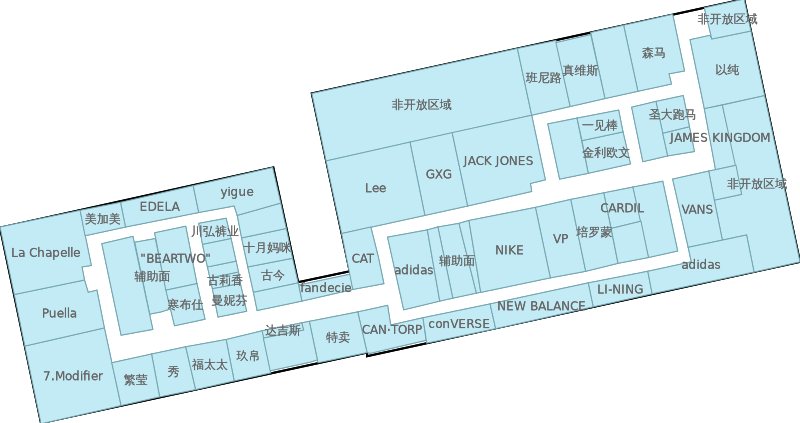 非开放区域
森马
以纯
班尼路
真维斯
非开放区域
圣大跑马
一见棒
JAMES KINGDOM
金利欧文
JACK JONES
GXG
Lee
非开放区域
yigue
EDELA
美加美
CARDIL
VANS
川弘裤业
培罗蒙
VP
十月妈咪
NIKE
La Chapelle
"BEARTWO"
CAT
辅助面
adidas
adidas
辅助面
古今
古莉香
fandecie
LI-NING
曼妮芬
寒布仕
NEW BALANCE
Puella
conVERSE
CAN·TORP
达吉斯
特卖
玖帛
福太太
秀
7.Modifier
繁莹